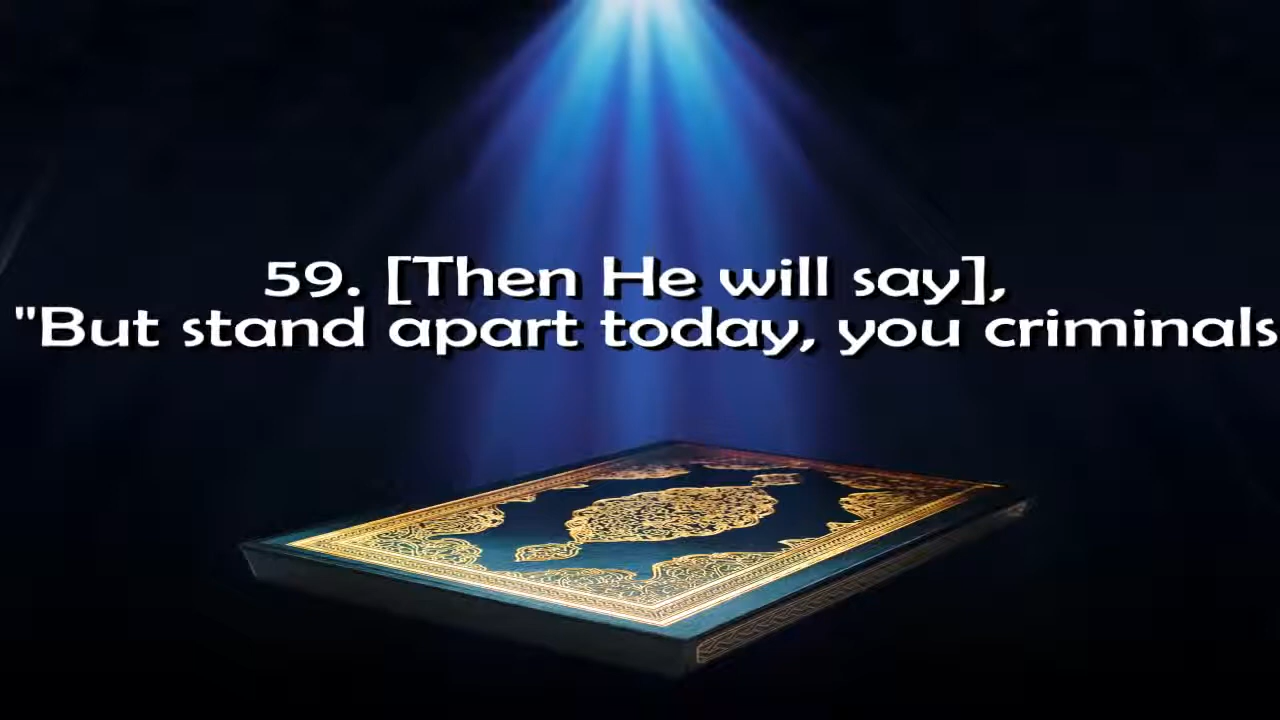 59. [Then He will say],
"But stand apart today, you criminals